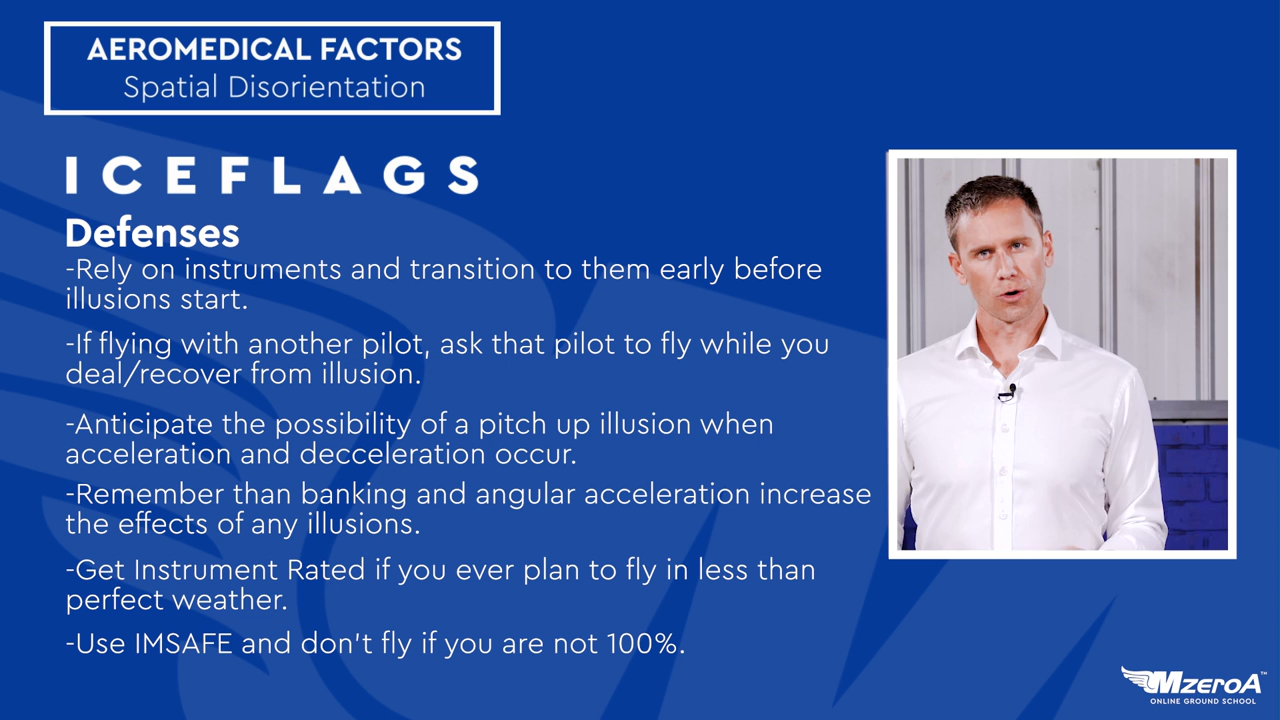 AEROMEDICAL FACTORS
Spatial Disorientation
ICEFLAGS
Defenses
-Rely on instruments and transition to them early before
illusions start.
-If flying with another pilot, ask that pilot to fly while you
deal/recover from illusion.
-Anticipate the possibility of a pitch up illusion when
acceleration and decceleration occur.
-Remember than banking and angular acceleration increase
the effects of any illusions.
-Get Instrument Rated if you ever plan to fly in less than
perfect weather.
-Use IMSAFE and don't fly if you are not 100%.
MzeroA™
ONLINE GROUND SCHOOL